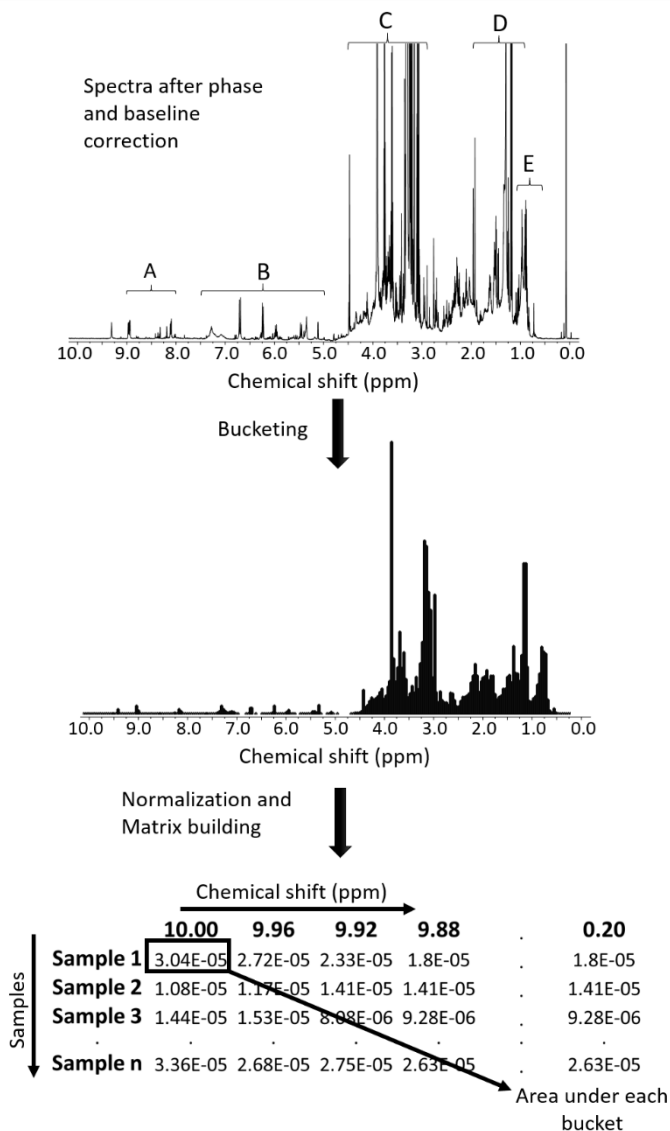 C
D
Spectra after phase
and baseline
correction
E
A
B
10.0 9.0 8.0 7.0 6.0 5.0 4.0 3.0 2.0 1.0 0.0
Chemical shift (ppm)
Bucketing
10.0 9.0 8.0 7.0 6.0 5.0 4.0 3.0 2.0 1.0 0.0
Chemical shift (ppm)
Normalization and
Matrix building
Chemical shift (ppm)
10.00 9.96 9.92 9.88 . 0.20
Sample 1 3.04E-05 2.72E-05 2.33E-05 1.8E-05 . 1.8E-05
Sample 2 1.08E-05 1.17E-05 1.41E-05 1.41E-05 . 1.41E-05
Sample 3 1.44E-05 1.53E-05 8.08E-06 9.28E-06 . 9.28E-06
. . . . . . .
Sample n 3.36E-05 2.68E-05 2.75E-05 2.63E-05 . 2.63E-05
Samples
Area under each
bucket